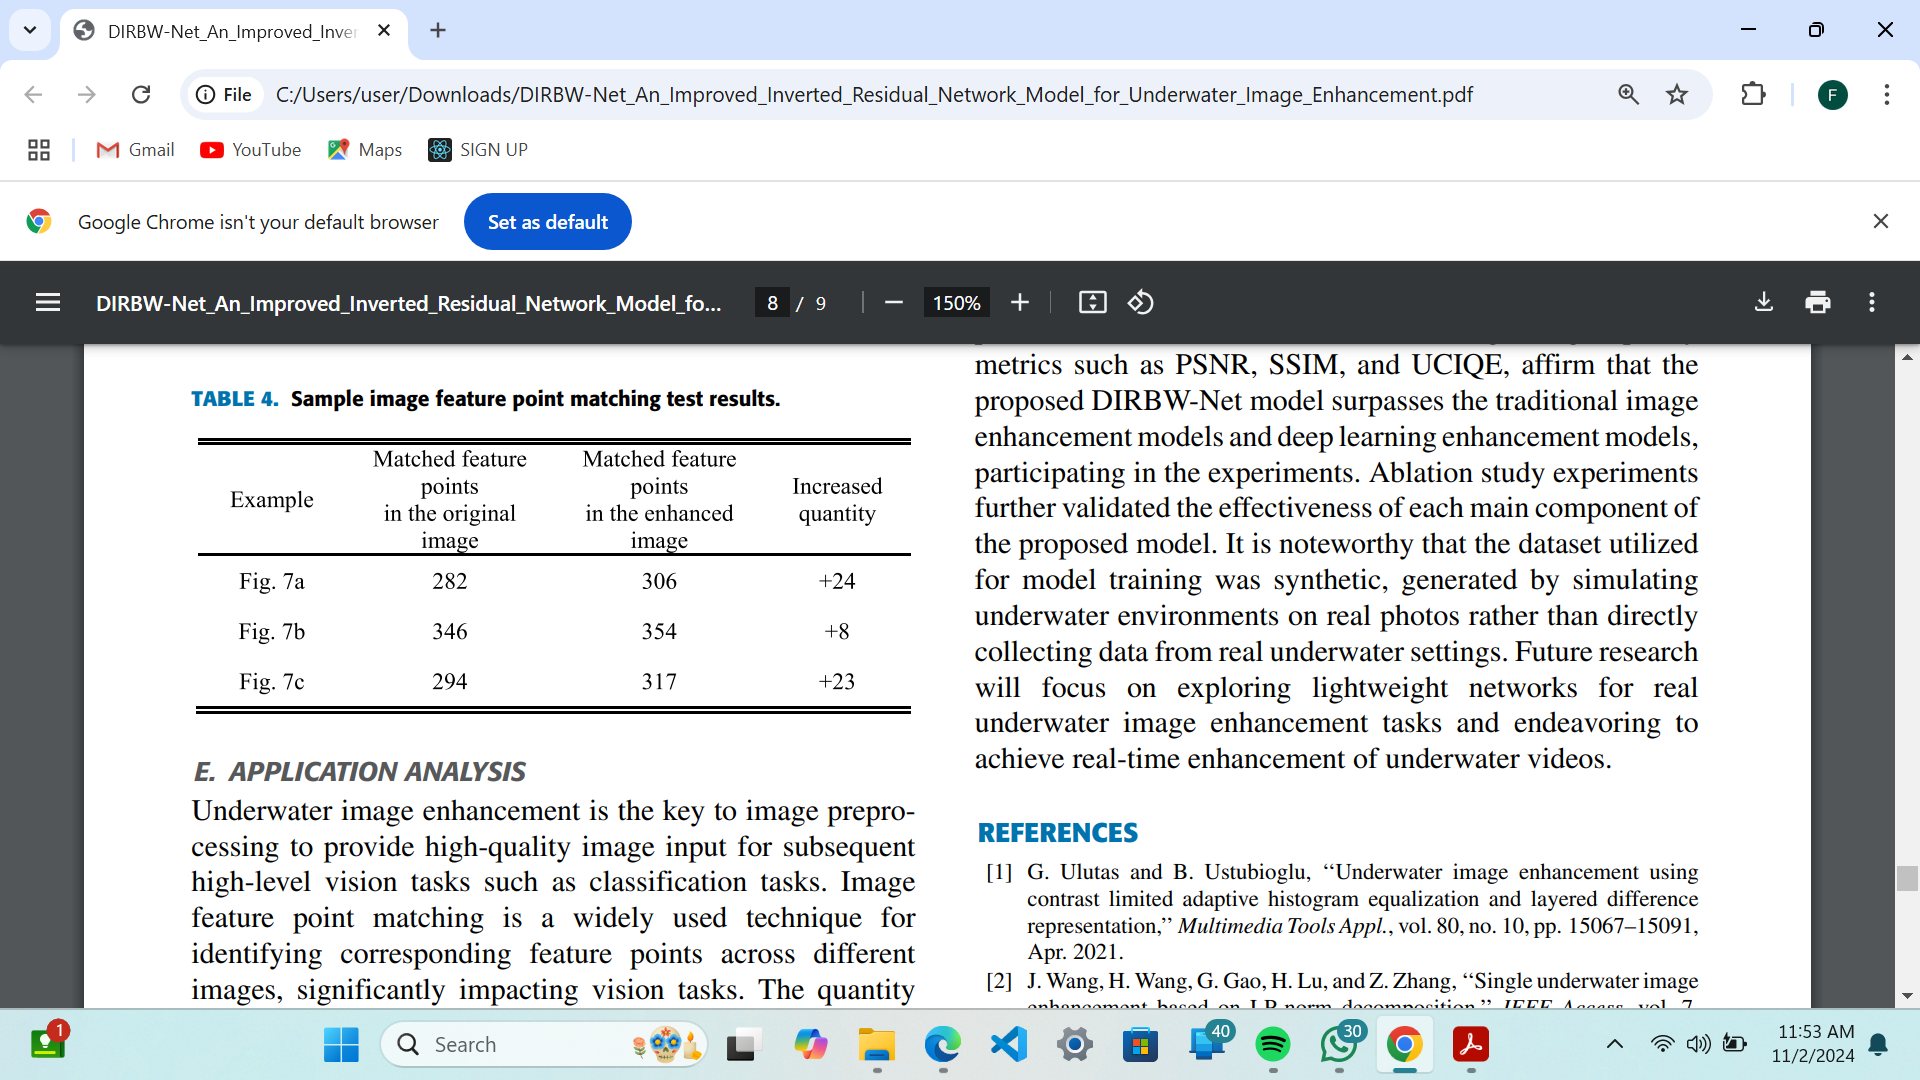 DIRBW-Net_An_Improved_Inver
File
C:/Users/user/Downloads/DIRBW-Net_An_Improved_Inverted_Residual_Network_Model_for_Underwater_Image_Enhancement.pdf
F
Gmail
YouTube
Maps
SIGN UP
Google Chrome isn't your default browser
Set as default
DIRBW-Net_An_Improved_Inverted_Residual_Network_Model_fo...
8 / 9
150%
TABLE 4. Sample image feature point matching test results.
Example
Matched feature
points
in the original
image
Matched feature
points
in the enhanced
image
Increased
quantity
Fig. 7a 282 306 +24
Fig. 7b 346 354 +8
Fig. 7c 294 317 +23
E. APPLICATION ANALYSIS
Underwater image enhancement is the key to image prepro-
cessing to provide high-quality image input for subsequent
high-level vision tasks such as classification tasks. Image
feature point matching is a widely used technique for
identifying corresponding feature points across different
images, significantly impacting vision tasks. The quantity
metrics such as PSNR, SSIM, and UCIQE, affirm that the
proposed DIRBW-Net model surpasses the traditional image
enhancement models and deep learning enhancement models,
participating in the experiments. Ablation study experiments
further validated the effectiveness of each main component of
the proposed model. It is noteworthy that the dataset utilized
for model training was synthetic, generated by simulating
underwater environments on real photos rather than directly
collecting data from real underwater settings. Future research
will focus on exploring lightweight networks for real
underwater image enhancement tasks and endeavoring to
achieve real-time enhancement of underwater videos.
REFERENCES
[1] G. Ulutas and B. Ustubioglu, ‘‘Underwater image enhancement using
contrast limited adaptive histogram equalization and layered difference
representation,’’ Multimedia Tools Appl., vol. 80, no. 10, pp. 15067–15091,
Apr. 2021.
[2] J. Wang, H. Wang, G. Gao, H. Lu, and Z. Zhang, ‘‘Single underwater image
enhancement based on LP-norm decomposition,’’ IEEE Access, vol. 7,
1
Search
40
30
11:53 AM
11/2/2024